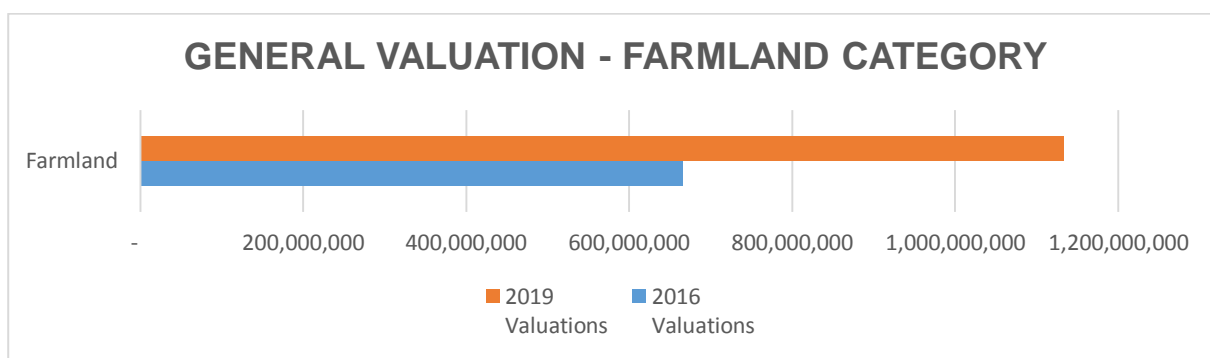 GENERAL VALUATION - FARMLAND CATEGORY
Farmland
- 200,000,000 400,000,000 600,000,000 800,000,000 1,000,000,000 1,200,000,000
2019 2016
Valuations Valuations